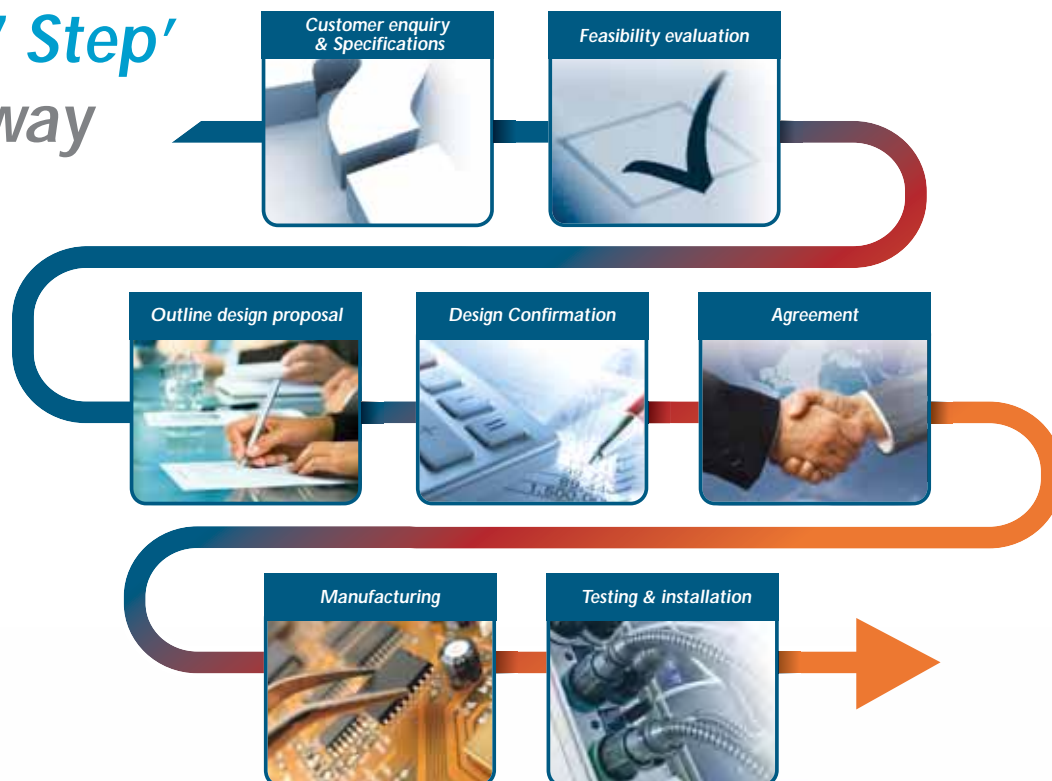 ' Step'
way
Customer enquiry
& Specifications
Feasibility evaluation
Outline design proposal
Design Confirmation
Agreement
Manufacturing
Testing & installation